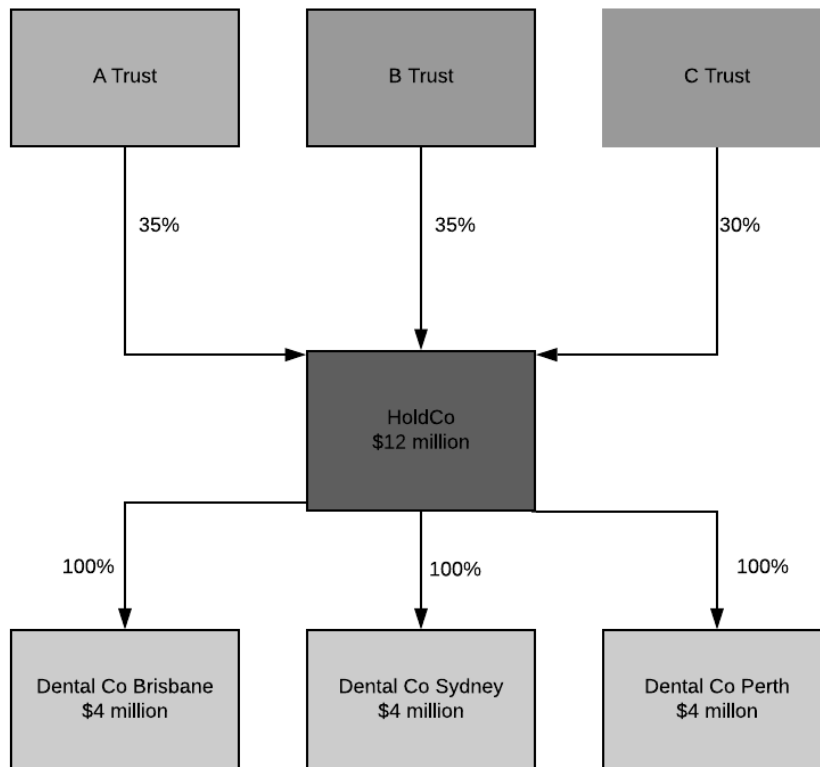 A Trust
B Trust
C Trust
35%
35%
30%
HoldCo
$12 million
100%
100%
100%
Dental Co Brisbane
$4 million
Dental Co Sydney
$4 million
Dental Co Perth
$4 millon